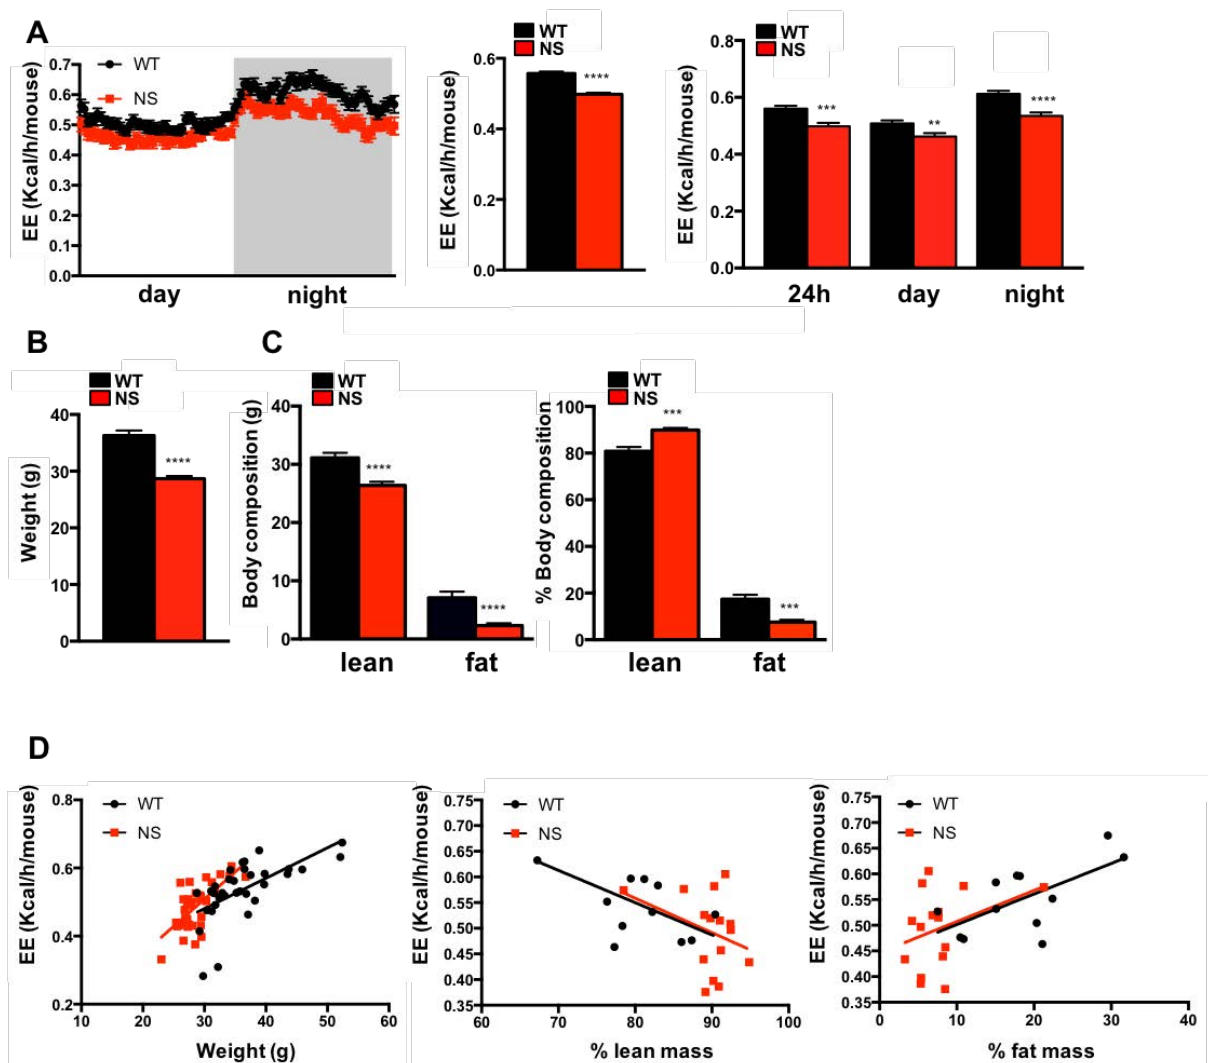 A
WT
NS
EE (Kcal/h/mouse)
0.7
0.6
0.5
0.4
0.3
0.2
0.1
0.0
day
night
WT
NS
EE (Kcal/h/mouse)
0.6
0.4
0.2
0.0
****
WT
NS
EE (Kcal/h/mouse)
0.8
0.6
0.4
0.2
0.0
***
**
****
24h
day
night
B
WT
NS
Weight (g)
40
30
20
10
0
****
C
WT
NS
Body composition (g)
40
30
20
10
0
****
****
lean
fat
WT
NS
% Body composition
100
80
60
40
20
0
***
***
lean
fat
D
WT
NS
EE (Kcal/h/mouse)
0.8
0.6
0.4
0.2
10
20
30
40
50
60
Weight (g)
WT
NS
EE (Kcal/h/mouse)
0.75
0.70
0.65
0.60
0.55
0.50
0.45
0.40
0.35
60
70
80
90
100
% lean mass
WT
NS
EE (Kcal/h/mouse)
0.75
0.70
0.65
0.60
0.55
0.50
0.45
0.40
0.35
0
10
20
30
40
% fat mass